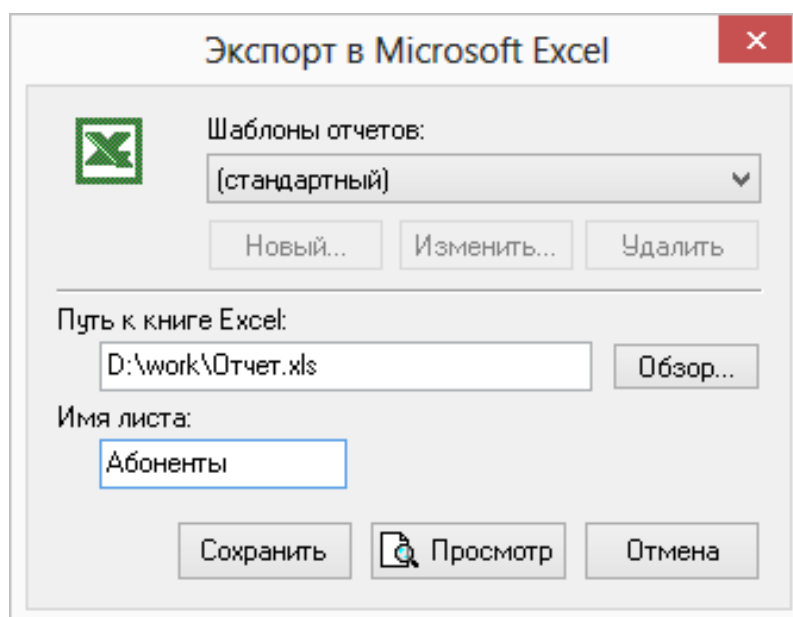 Экспорт в Microsoft Excel
Шаблоны отчетов:
(стандартный)
Новый... Изменить... Удалить
Путь к книге Excel:
D:\work\Отчет.xls Обзор...
Имя листа:
Абоненты
Сохранить Просмотр Отмена